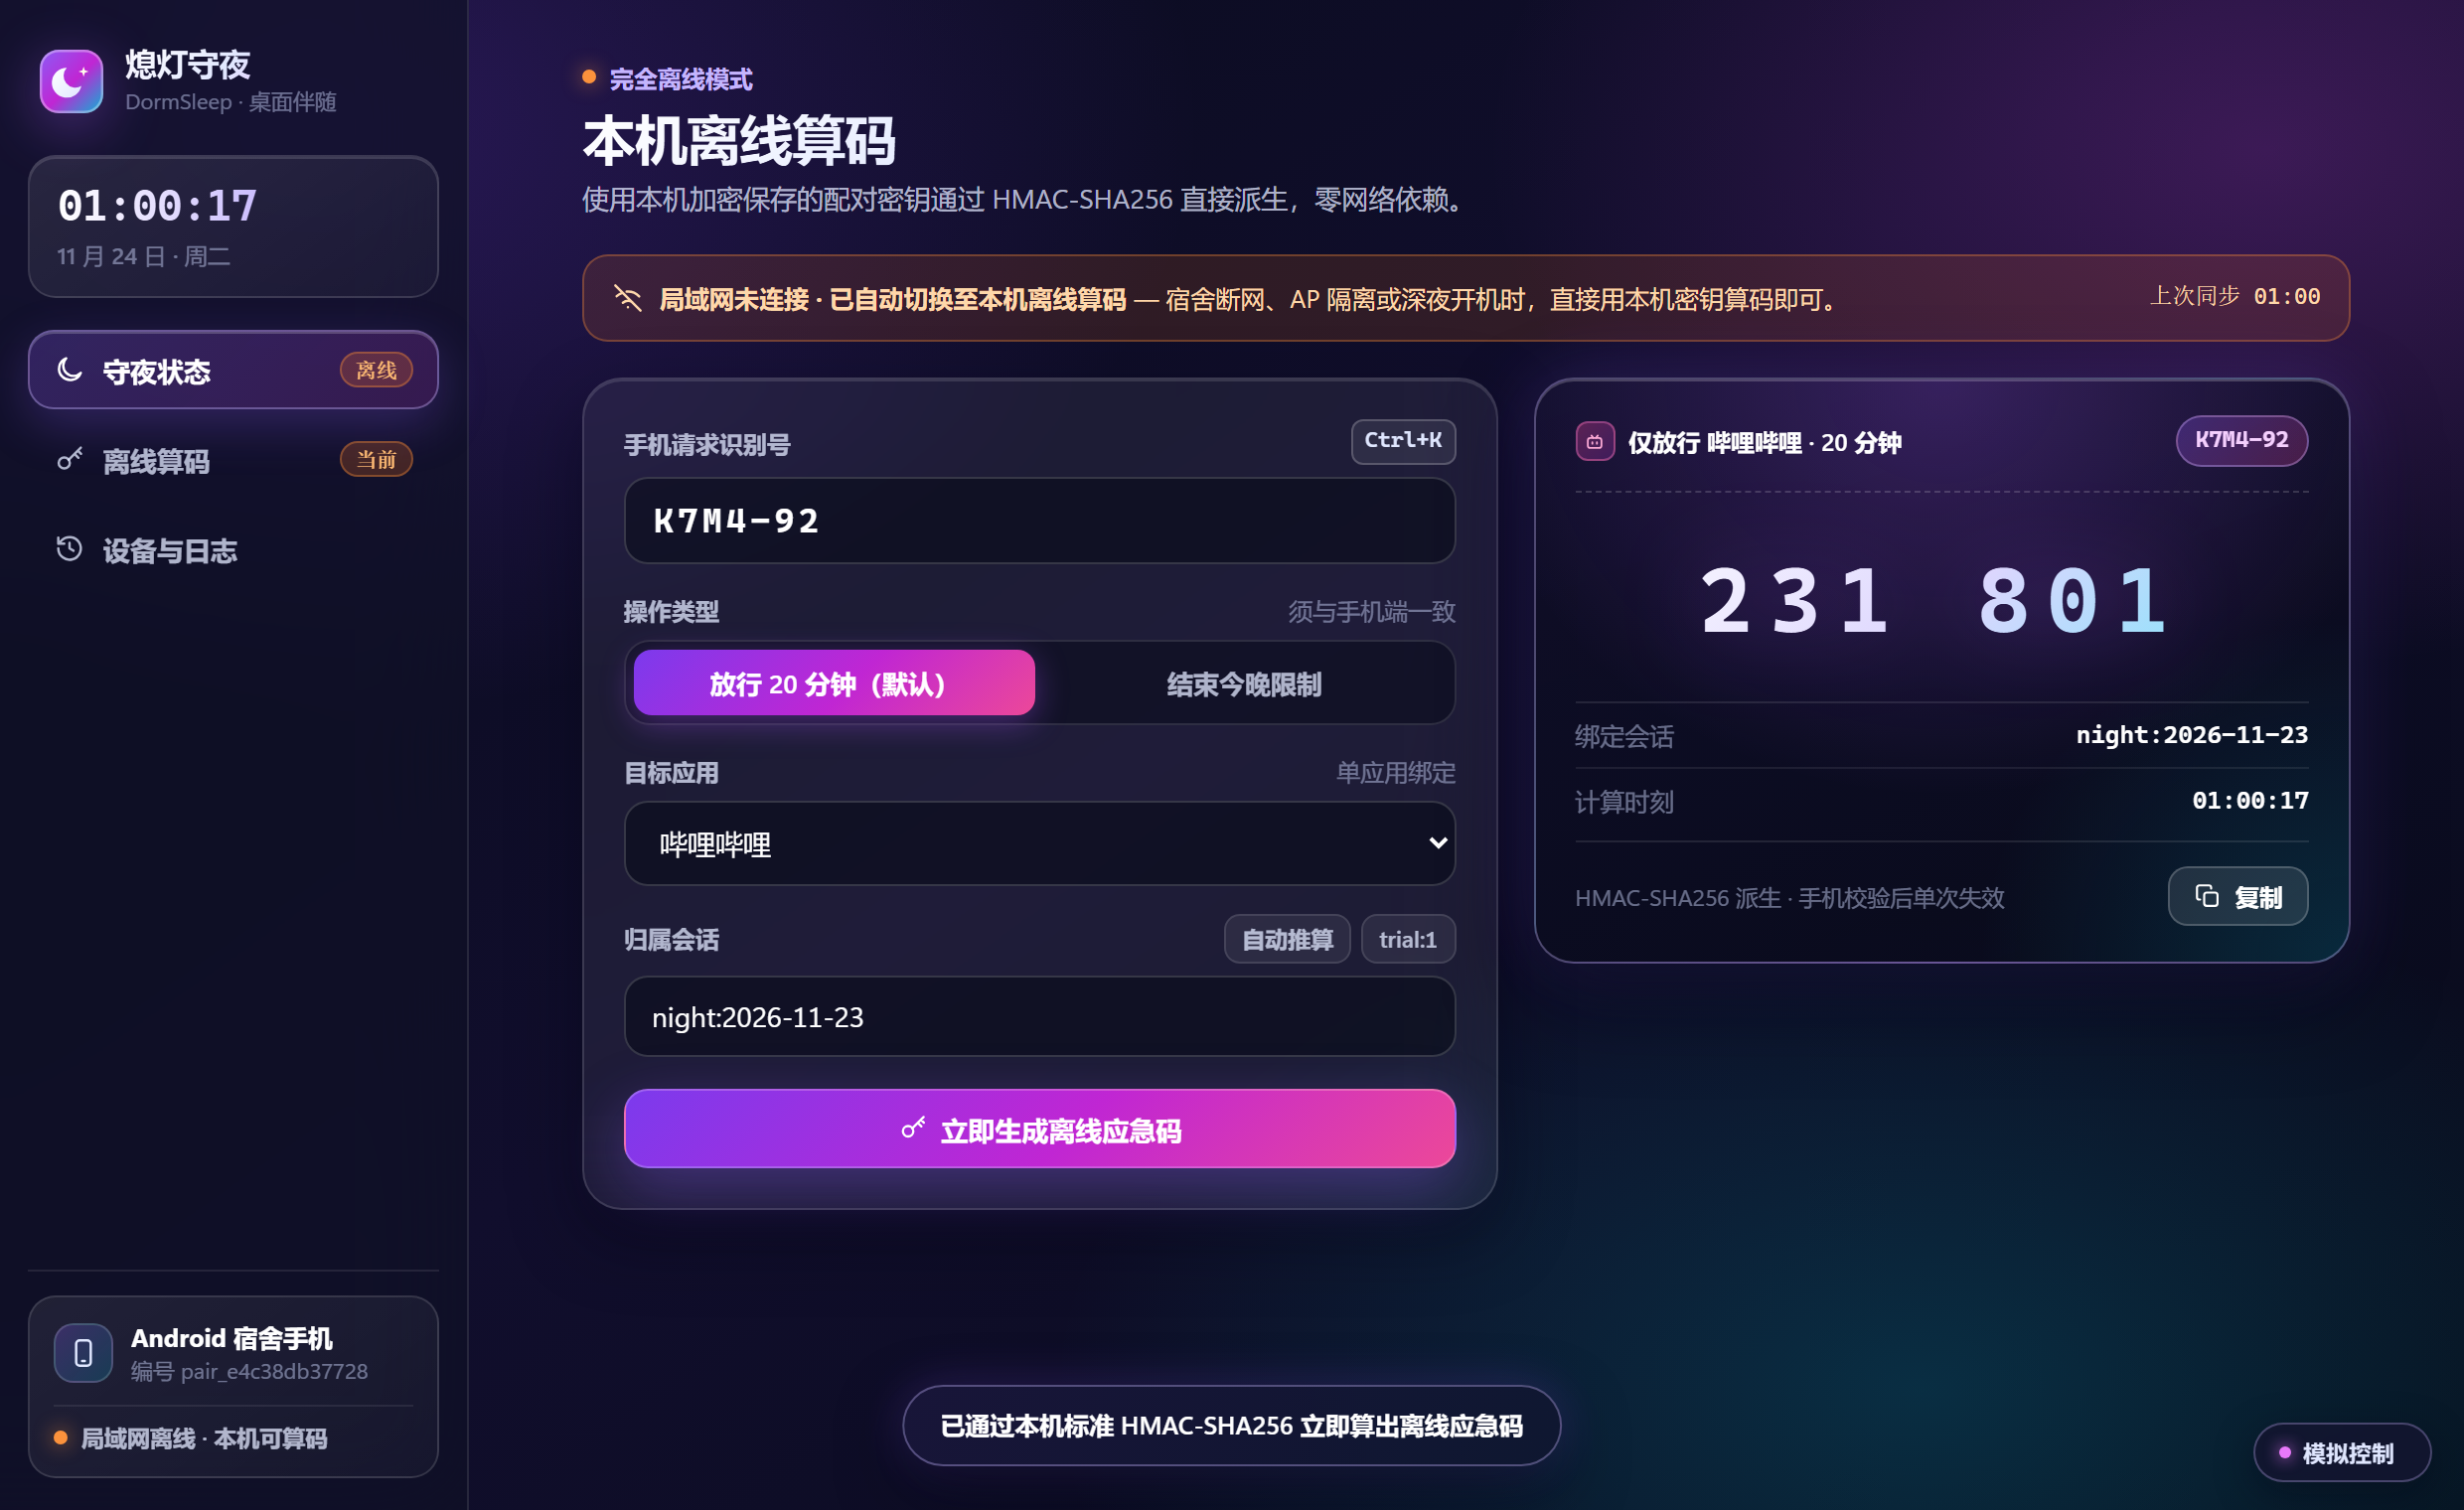 熄灯守夜
DormSleep · 桌面伴随
01:00:17
11 月 24 日 · 周二
守夜状态
离线
离线算码
当前
设备与日志
Android 宿舍手机
编号 pair_e4c38db37728
局域网离线 · 本机可算码
完全离线模式
本机离线算码
使用本机加密保存的配对密钥通过 HMAC-SHA256 直接派生，零网络依赖。
局域网未连接 · 已自动切换至本机离线算码 — 宿舍断网、AP 隔离或深夜开机时，直接用本机密钥算码即可。
上次同步 01:00
手机请求识别号
Ctrl+K
K7M4-92
操作类型
须与手机端一致
放行 20 分钟（默认）
结束今晚限制
目标应用
单应用绑定
哔哩哔哩
归属会话
自动推算
trial:1
night:2026-11-23
立即生成离线应急码
仅放行 哔哩哔哩 · 20 分钟
K7M4-92
231 801
绑定会话
night:2026-11-23
计算时刻
01:00:17
HMAC-SHA256 派生 · 手机校验后单次失效
复制
已通过本机标准 HMAC-SHA256 立即算出离线应急码
模拟控制